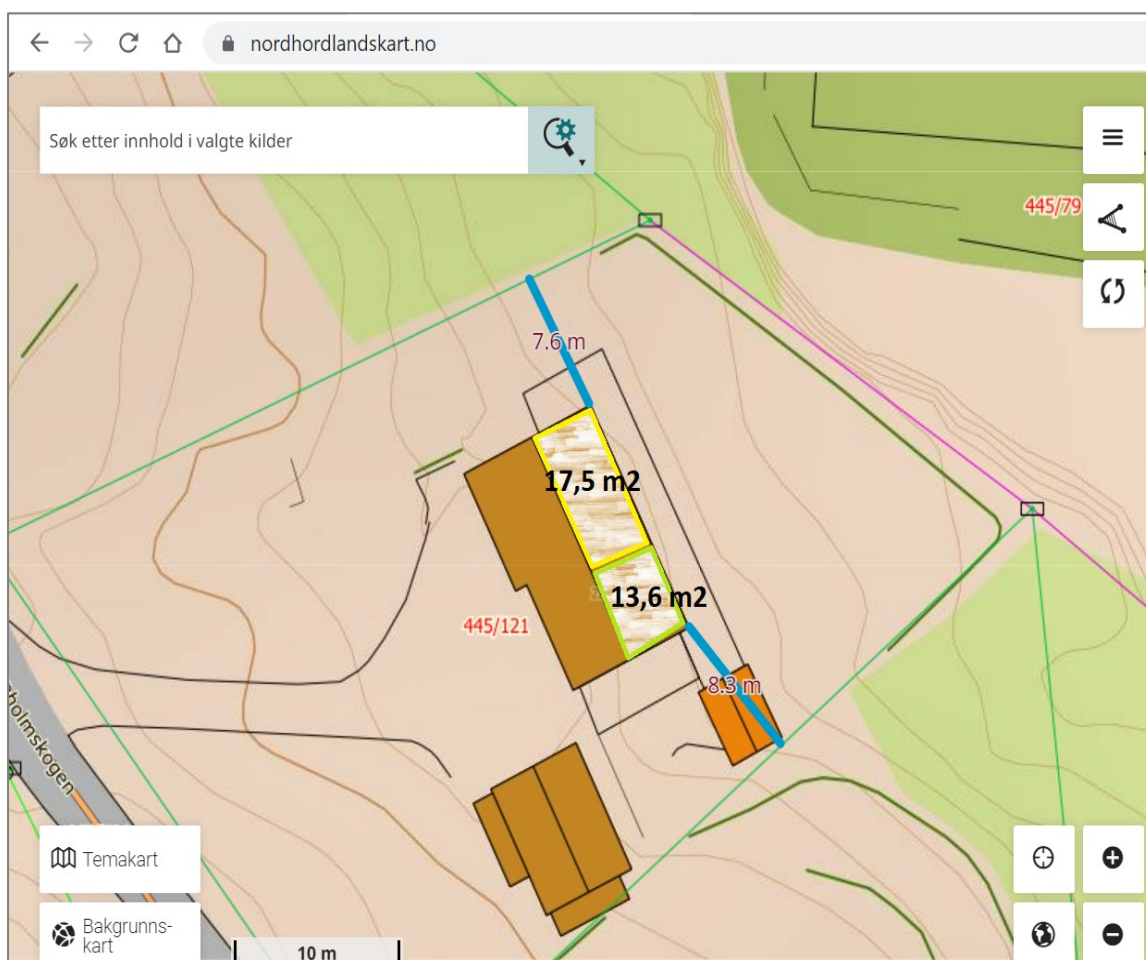 nordhordlandskart.no
Søk etter innhold i valgte kilder
445/79
7.6 m
17,5 m2
13,6 m2
445/121
8.3 m
holmskogen
Temakart
Bakgrunns-
kart
10 m